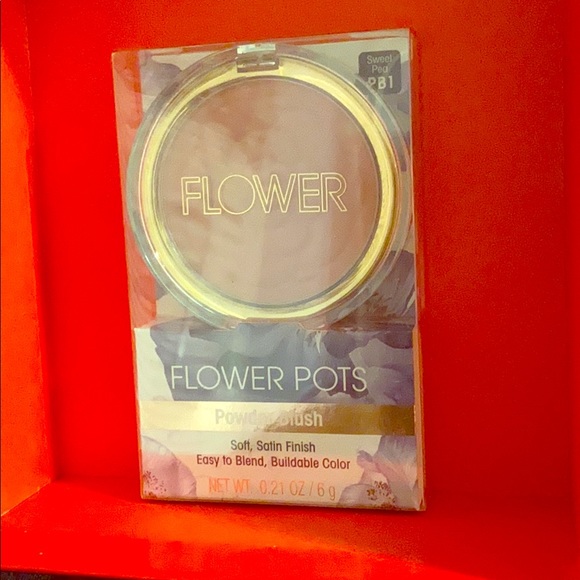 Sweet
Pea
PB1
FLOWER
FLOWER POTS
Powder Blush
Soft, Satin Finish
Easy to Blend, Buildable Color
NET WT. 0.21 OZ / 6 g